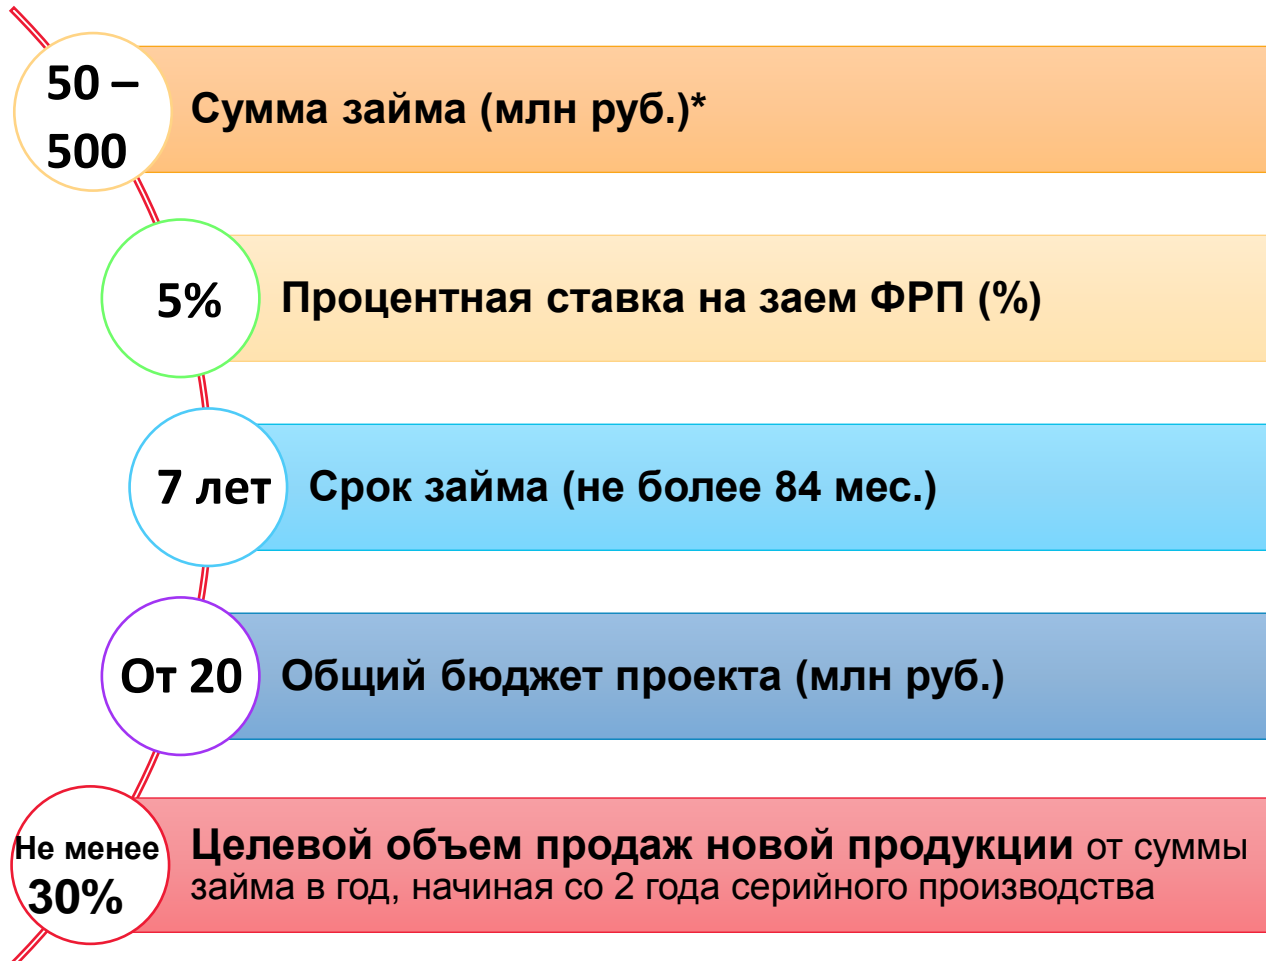 50 –
500
Сумма займа (млн руб.)*
5%
Процентная ставка на заем ФРП (%)
7 лет
Срок займа (не более 84 мес.)
От 20
Общий бюджет проекта (млн руб.)
Не менее
30%
Целевой объем продаж новой продукции от суммы
займа в год, начиная со 2 года серийного производства